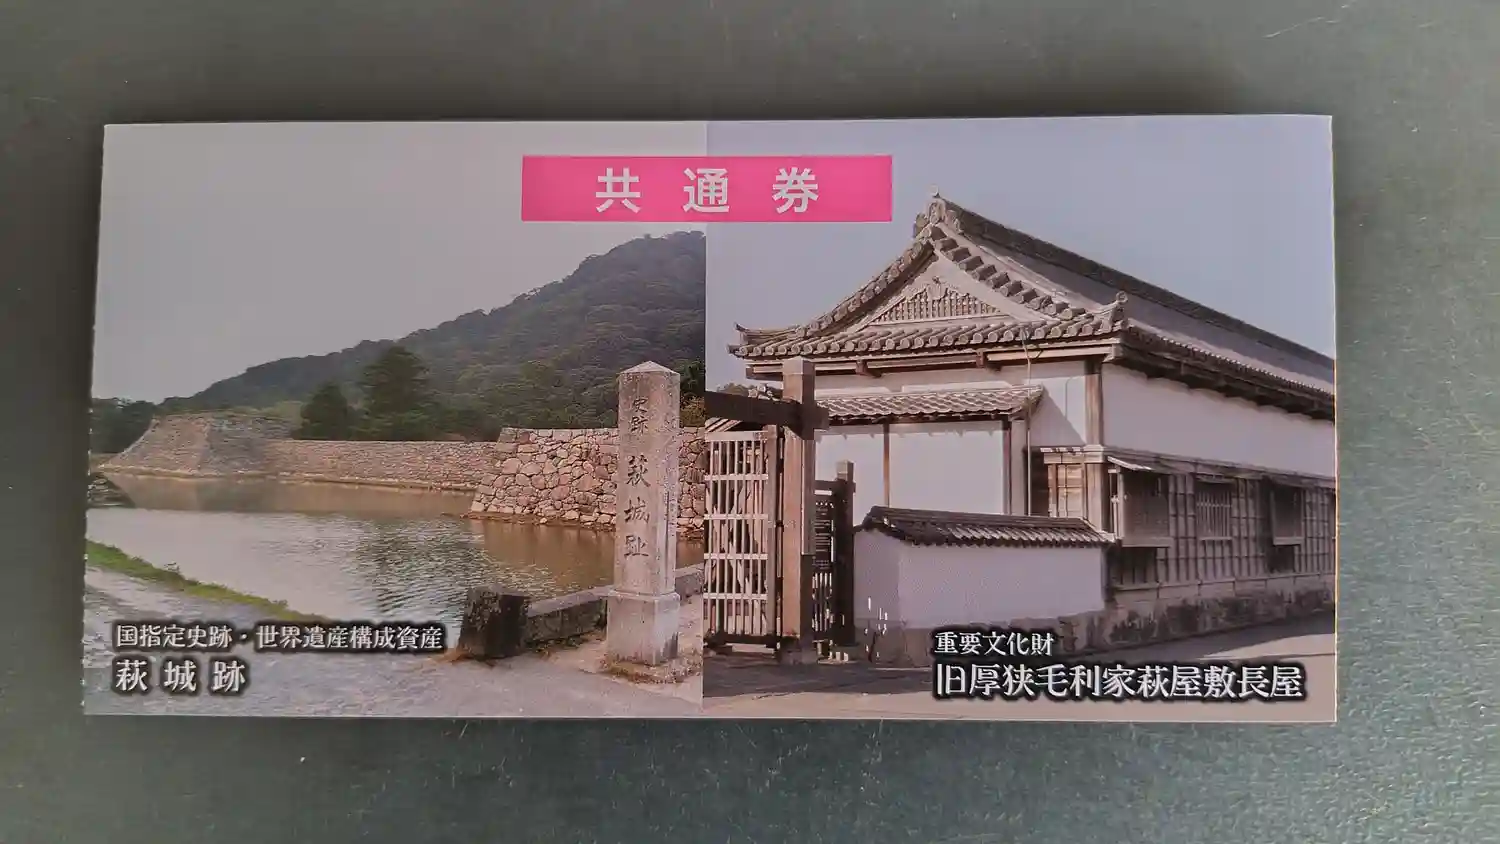 共通券
史蹟 萩城趾
国指定史跡・世界遺産構成資産
萩城跡
重要文化財
旧厚狭毛利家萩屋敷長屋